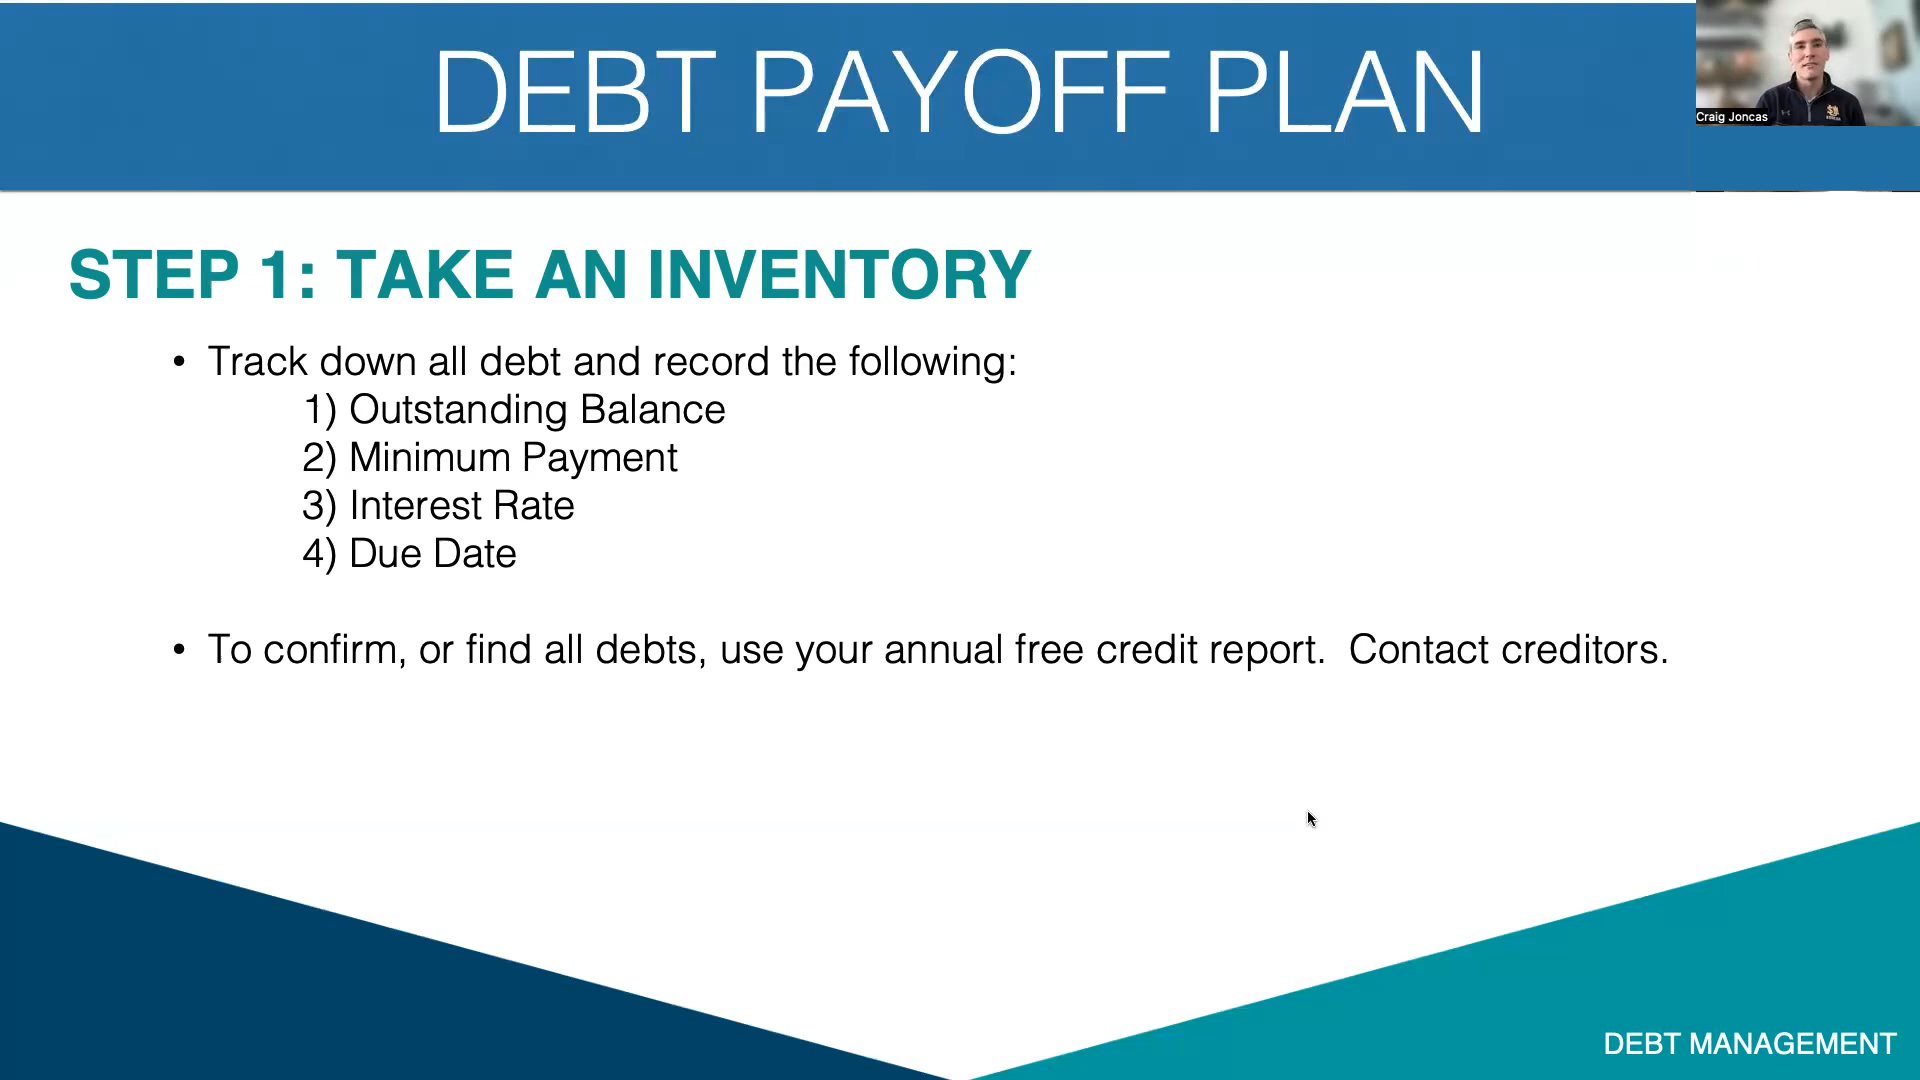 DEBT PAYOFF PLAN
Craig Joncas
STEP 1: TAKE AN INVENTORY
• Track down all debt and record the following:
1) Outstanding Balance
2) Minimum Payment
3) Interest Rate
4) Due Date
• To confirm, or find all debts, use your annual free credit report.  Contact creditors.
DEBT MANAGEMENT